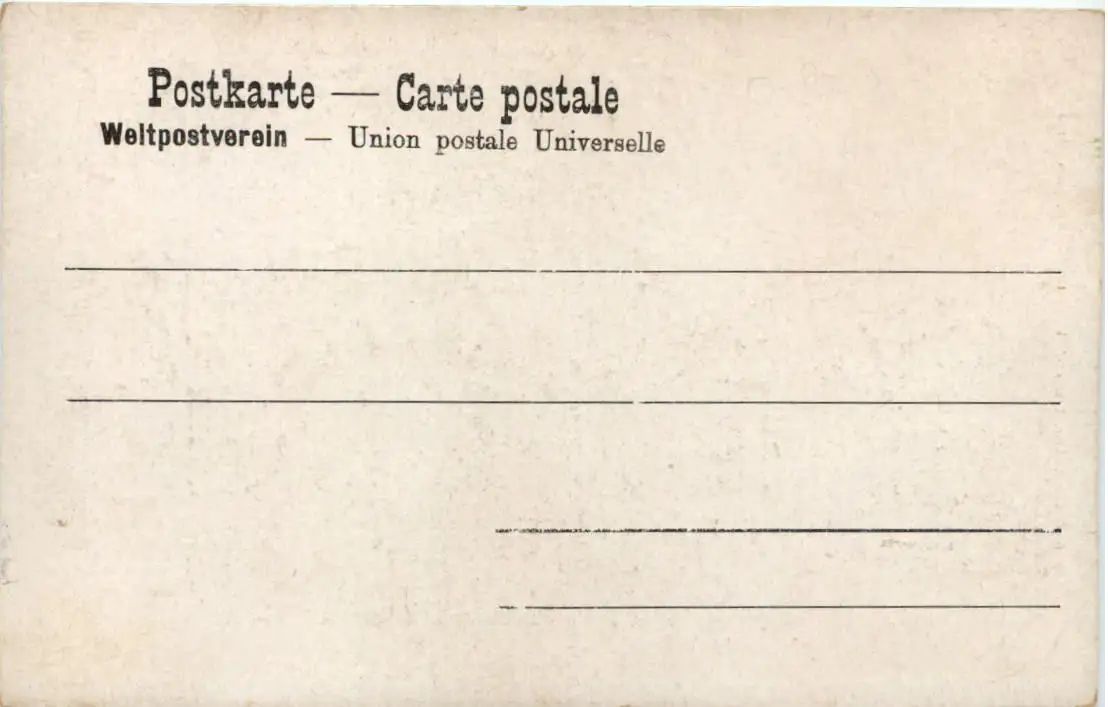 Postkarte — Carte postale
Weltpostverein — Union postale Universelle